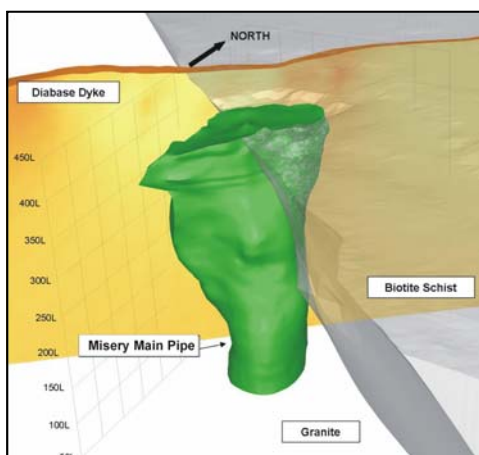 NORTH
Diabase Dyke
450L
400L
350L
300L
Biotite Schist
250L
Misery Main Pipe
200L
150L
100L
Granite